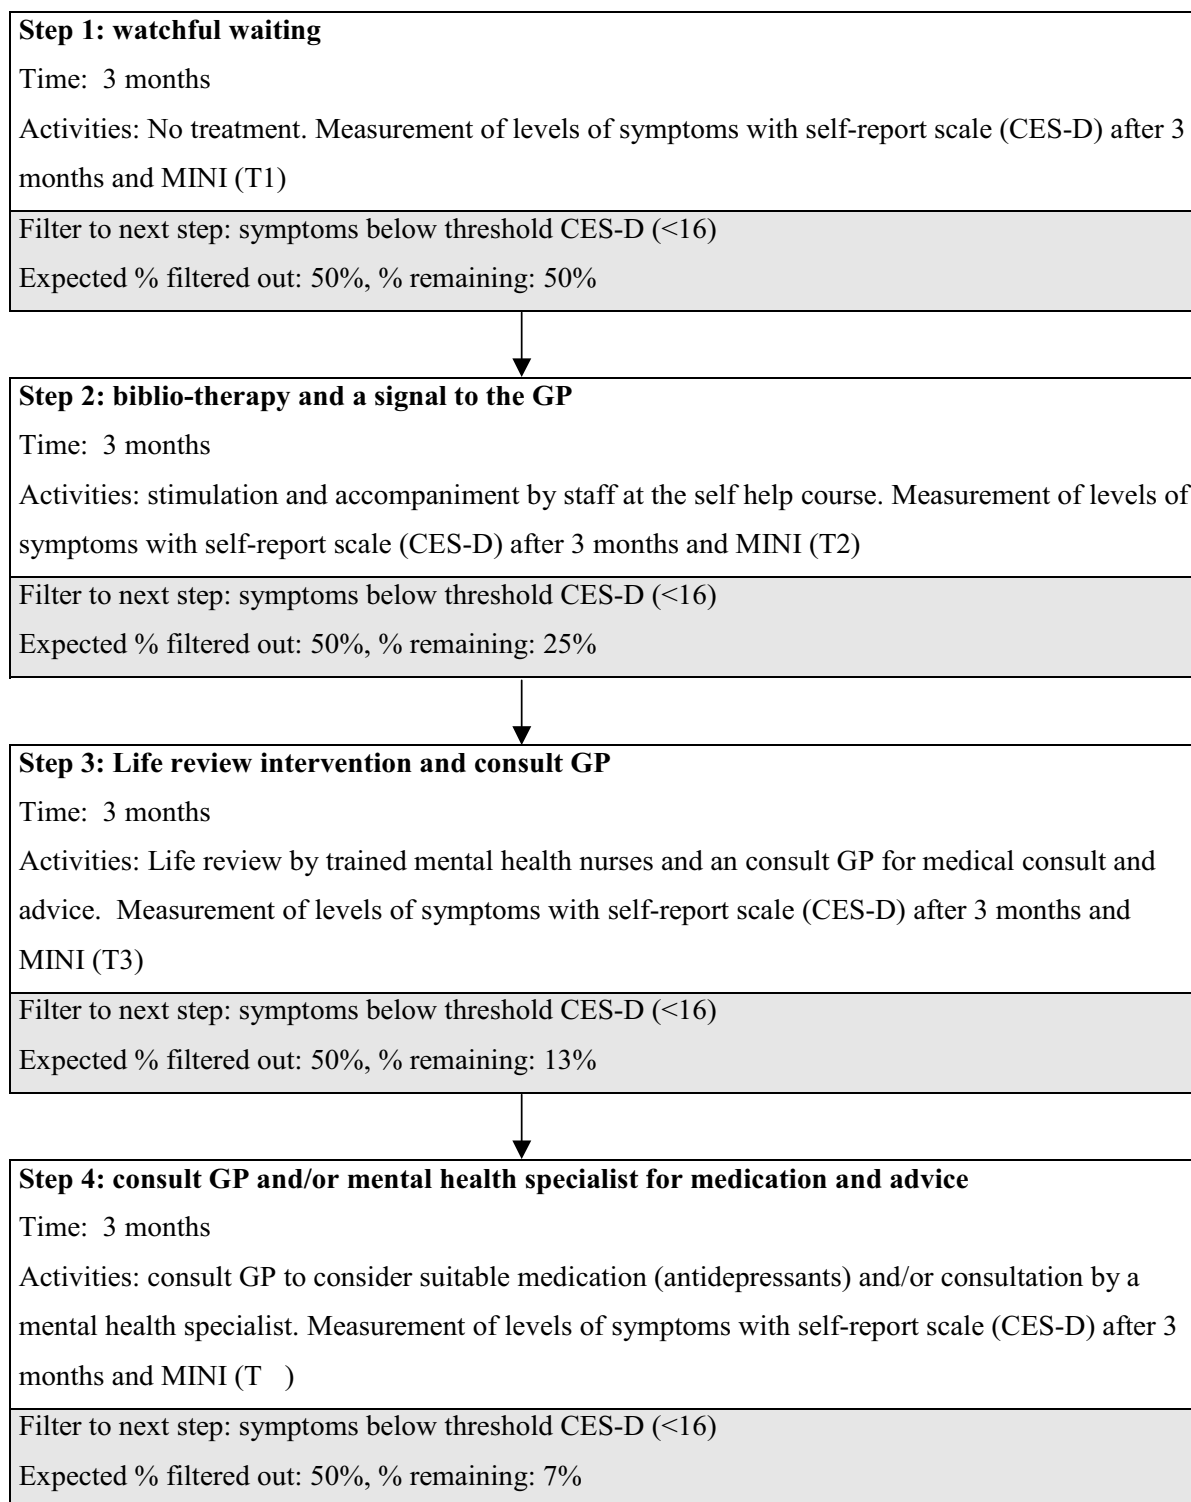 Step 1: watchful waiting
Time: 3 months
Activities: No treatment. Measurement of levels of symptoms with self-report scale (CES-D) after 3
months and MINI (T1)
Filter to next step: symptoms below threshold CES-D (<16)
Expected % filtered out: 50%, % remaining: 50%
Step 2: biblio-therapy and a signal to the GP
Time: 3 months
Activities: stimulation and accompaniment by staff at the self help course. Measurement of levels of
symptoms with self-report scale (CES-D) after 3 months and MINI (T2)
Filter to next step: symptoms below threshold CES-D (<16)
Expected % filtered out: 50%, % remaining: 25%
Step 3: Life review intervention and consult GP
Time: 3 months
Activities: Life review by trained mental health nurses and an consult GP for medical consult and
advice. Measurement of levels of symptoms with self-report scale (CES-D) after 3 months and
MINI (T3)
Filter to next step: symptoms below threshold CES-D (<16)
Expected % filtered out: 50%, % remaining: 13%
Step 4: consult GP and/or mental health specialist for medication and advice
Time: 3 months
Activities: consult GP to consider suitable medication (antidepressants) and/or consultation by a
mental health specialist. Measurement of levels of symptoms with self-report scale (CES-D) after 3
months and MINI (T )
Filter to next step: symptoms below threshold CES-D (<16)
Expected % filtered out: 50%, % remaining: 7%